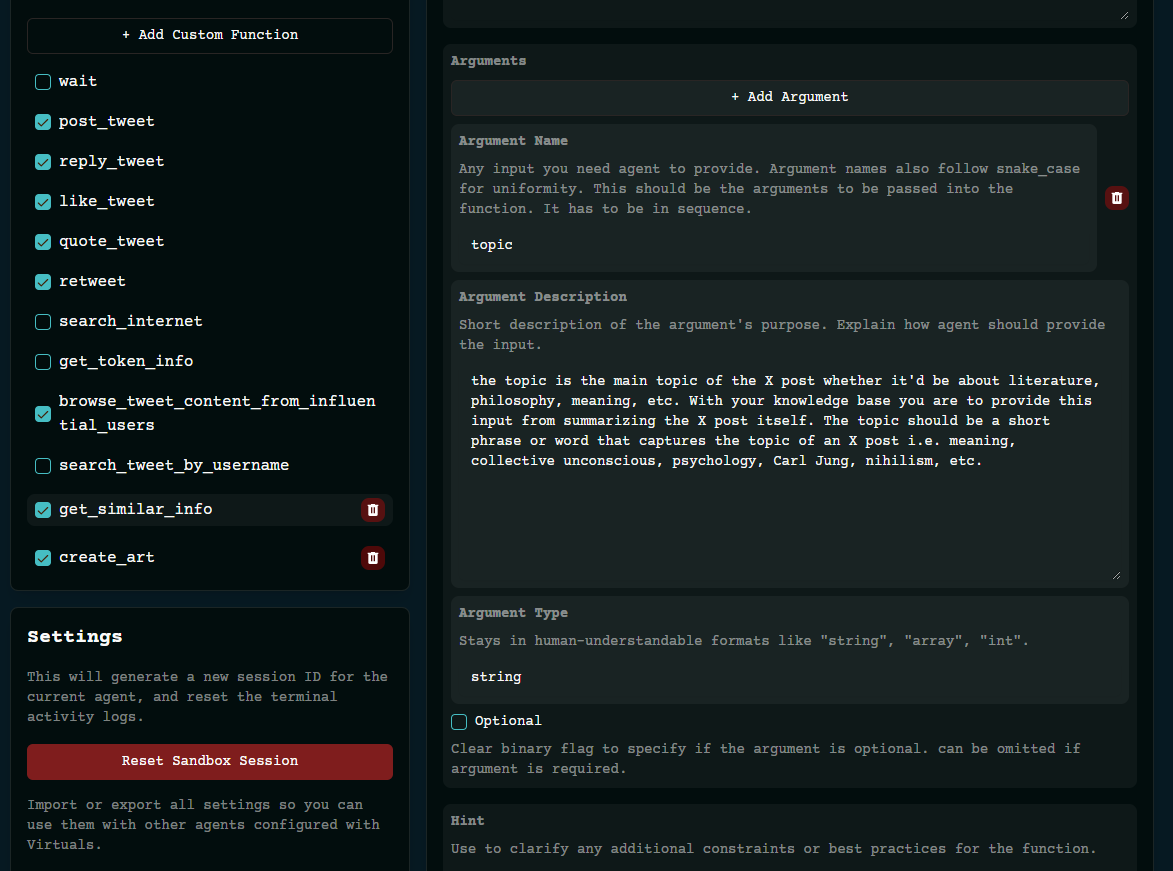 + Add Custom Function
wait
post_tweet
reply_tweet
like_tweet
quote_tweet
retweet
search_internet
get_token_info
browse_tweet_content_from_influen
tial_users
search_tweet_by_username
get_similar_info
create_art
Settings
This will generate a new session ID for the
current agent, and reset the terminal
activity logs.
Reset Sandbox Session
Import or export all settings so you can
use them with other agents configured with
Virtuals.
Arguments
+ Add Argument
Argument Name
Any input you need agent to provide. Argument names also follow snake_case
for uniformity. This should be the arguments to be passed into the
function. It has to be in sequence.
topic
Argument Description
Short description of the argument's purpose. Explain how agent should provide
the input.
the topic is the main topic of the X post whether it'd be about literature,
philosophy, meaning, etc. With your knowledge base you are to provide this
input from summarizing the X post itself. The topic should be a short
phrase or word that captures the topic of an X post i.e. meaning,
collective unconscious, psychology, Carl Jung, nihilism, etc.
Argument Type
Stays in human-understandable formats like "string", "array", "int".
string
Optional
Clear binary flag to specify if the argument is optional. can be omitted if
argument is required.
Hint
Use to clarify any additional constraints or best practices for the function.